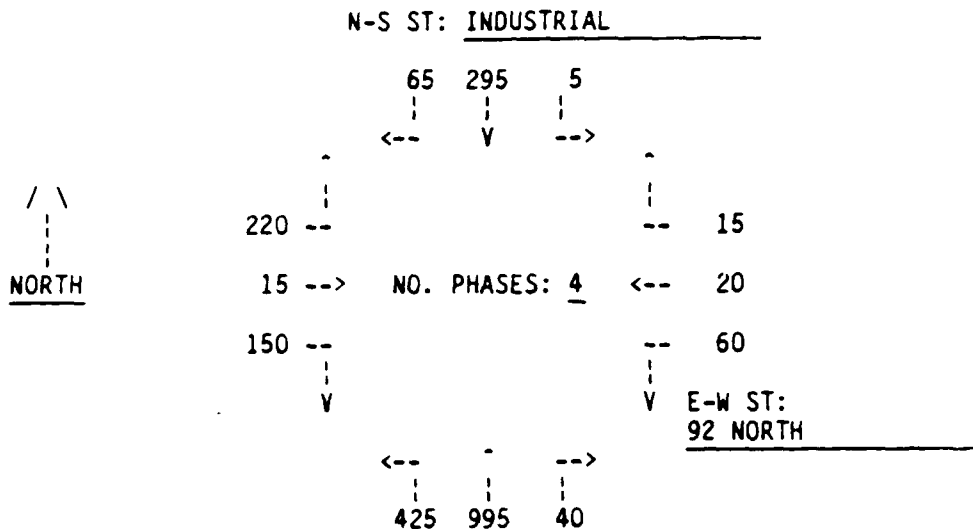 N-S ST: INDUSTRIAL
65 295 5
<-- V -->
/ \
220 -- -- 15
NORTH 15 --> NO. PHASES: 4 <-- 20
150 -- -- 60
V V E-W ST:
92 NORTH
<-- ^ -->
425 995 40